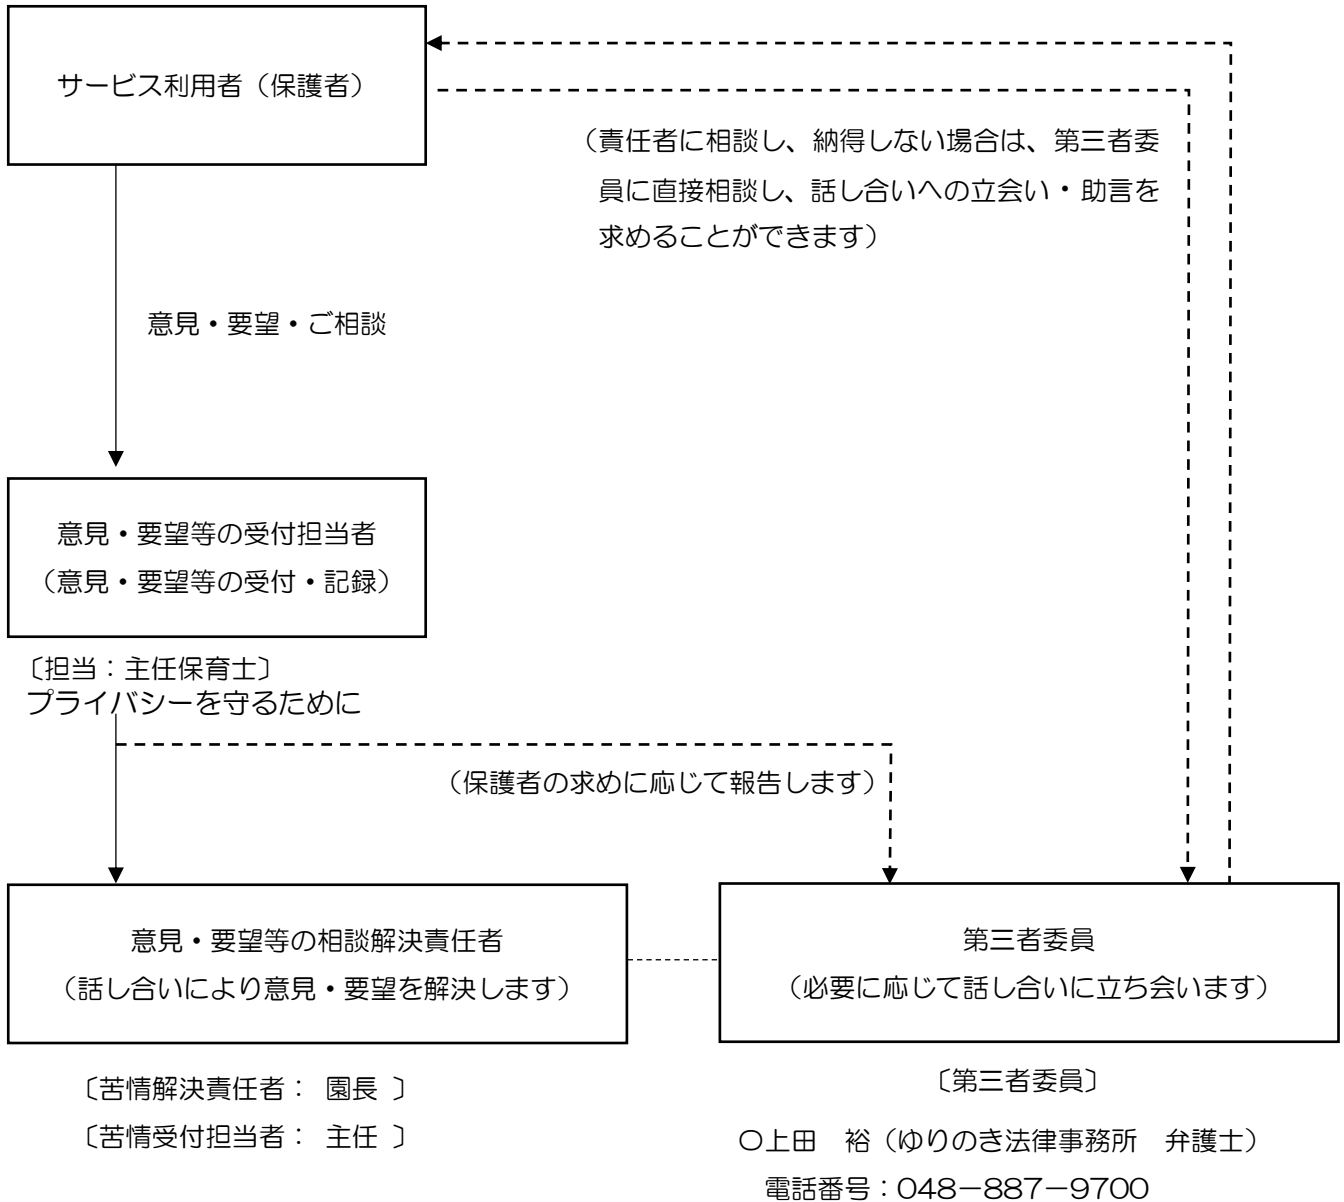 サービス利用者（保護者）
（責任者に相談し、納得しない場合は、第三者委
員に直接相談し、話し合いへの立会い・助言を
求めることができます）
意見・要望・ご相談
意見・要望等の受付担当者
（意見・要望等の受付・記録）
〔担当：主任保育士〕
プライバシーを守るために
（保護者の求めに応じて報告します）
意見・要望等の相談解決責任者
（話し合いにより意見・要望を解決します）
第三者委員
（必要に応じて話し合いに立ち会います）
〔苦情解決責任者： 園長 〕
〔苦情受付担当者： 主任 〕
〔第三者委員〕
〇上田　裕（ゆりのき法律事務所　弁護士）
電話番号：048－887－9700